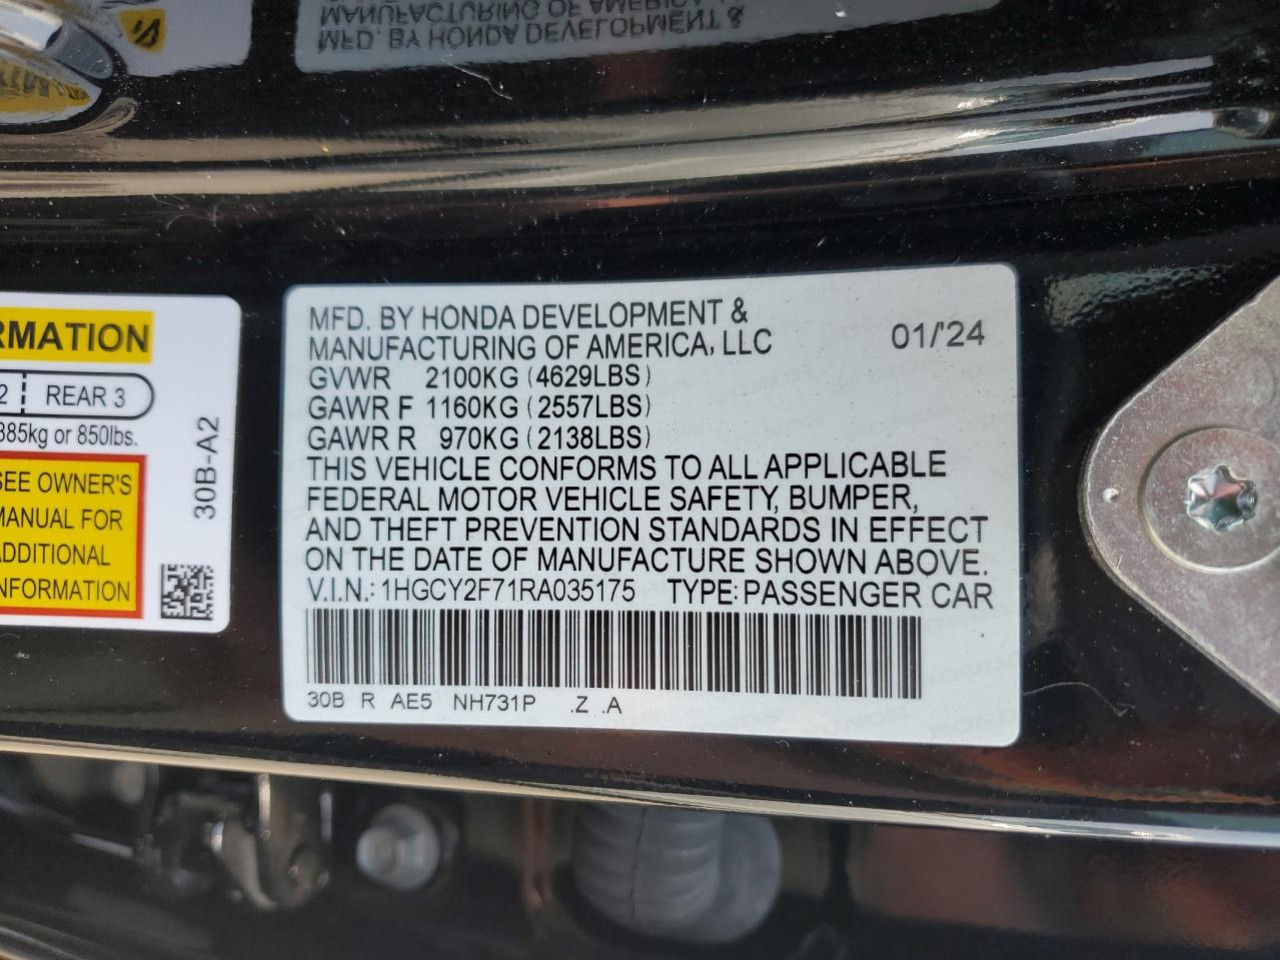 MFD. BY HONDA DEVELOPMENT &
MANUFACTURING OF AMERICA
RMATION
2 REAR 3
385kg or 850lbs.
SEE OWNER'S
MANUAL FOR
ADDITIONAL
INFORMATION
30B-A2
MFD. BY HONDA DEVELOPMENT &
MANUFACTURING OF AMERICA, LLC 01/'24
GVWR 2100KG (4629LBS)
GAWR F 1160KG (2557LBS)
GAWR R 970KG (2138LBS)
THIS VEHICLE CONFORMS TO ALL APPLICABLE
FEDERAL MOTOR VEHICLE SAFETY, BUMPER,
AND THEFT PREVENTION STANDARDS IN EFFECT
ON THE DATE OF MANUFACTURE SHOWN ABOVE.
V.I.N.: 1HGCY2F71RA035175 TYPE: PASSENGER CAR
30B R AE5 NH731P .Z .A